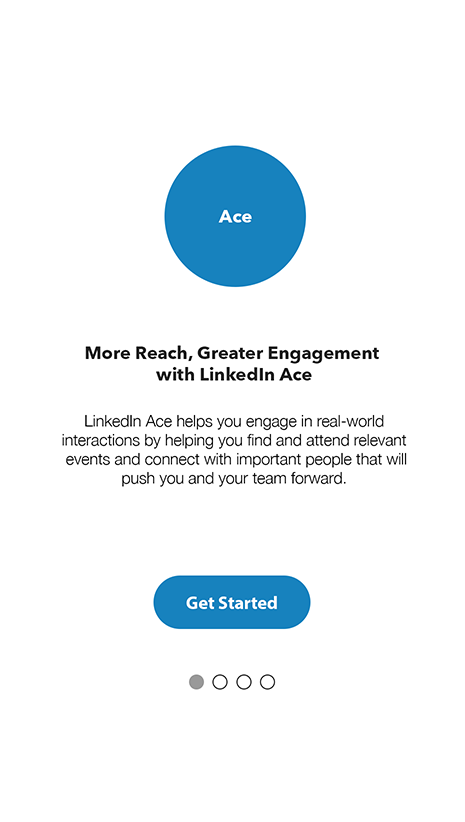 Ace
More Reach, Greater Engagement
with LinkedIn Ace
LinkedIn Ace helps you engage in real-world
interactions by helping you find and attend relevant
events and connect with important people that will
push you and your team forward.
Get Started